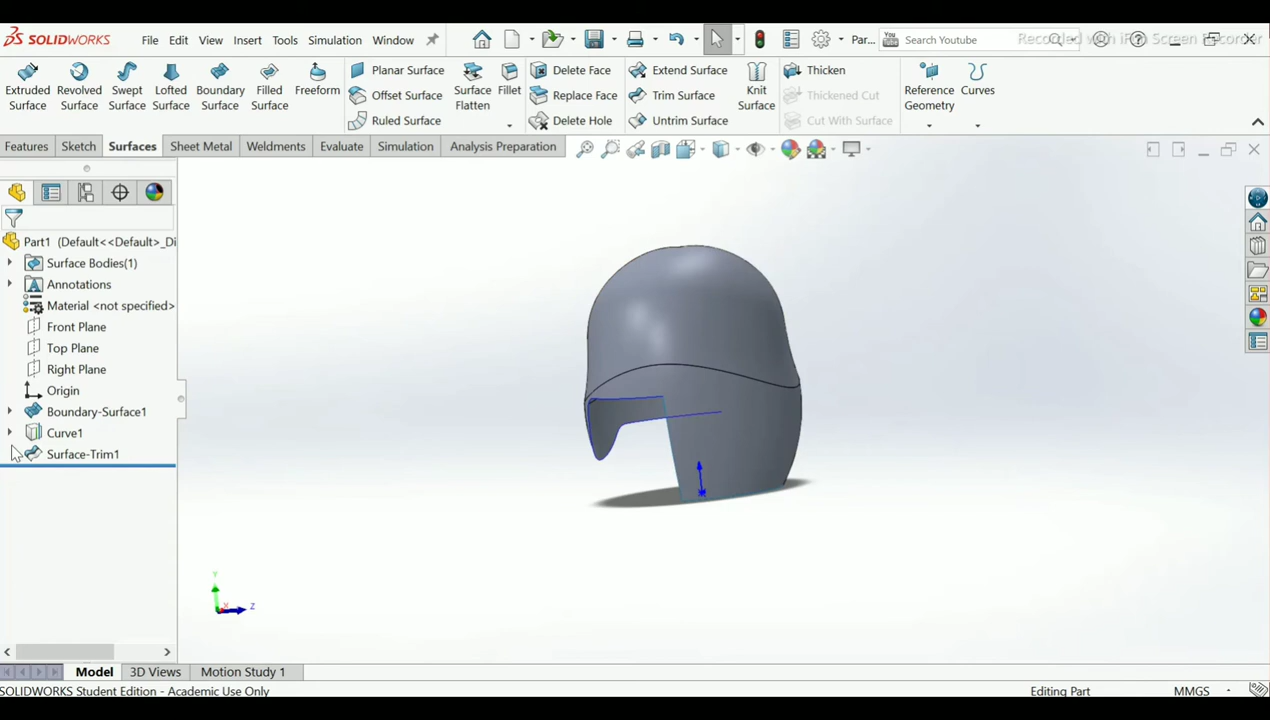 SOLIDWORKS File Edit View Insert Tools Simulation Window Par... Search Youtube
Extruded Surface
Revolved Surface
Swept Surface
Lofted Surface
Boundary Surface
Filled Surface
Freeform
Planar Surface
Offset Surface
Ruled Surface
Surface Flatten
Fillet
Delete Face
Replace Face
Delete Hole
Extend Surface
Trim Surface
Untrim Surface
Knit Surface
Thicken
Thickened Cut
Cut With Surface
Reference Geometry
Curves
Features Sketch Surfaces Sheet Metal Weldments Evaluate Simulation Analysis Preparation
Part1 (Default<<Default>_Di
Surface Bodies(1)
Annotations
Material <not specified>
Front Plane
Top Plane
Right Plane
Origin
Boundary-Surface1
Curve1
Surface-Trim1
Y
X
Z
Model 3D Views Motion Study 1
SOLIDWORKS Student Edition - Academic Use Only Editing Part MMGS